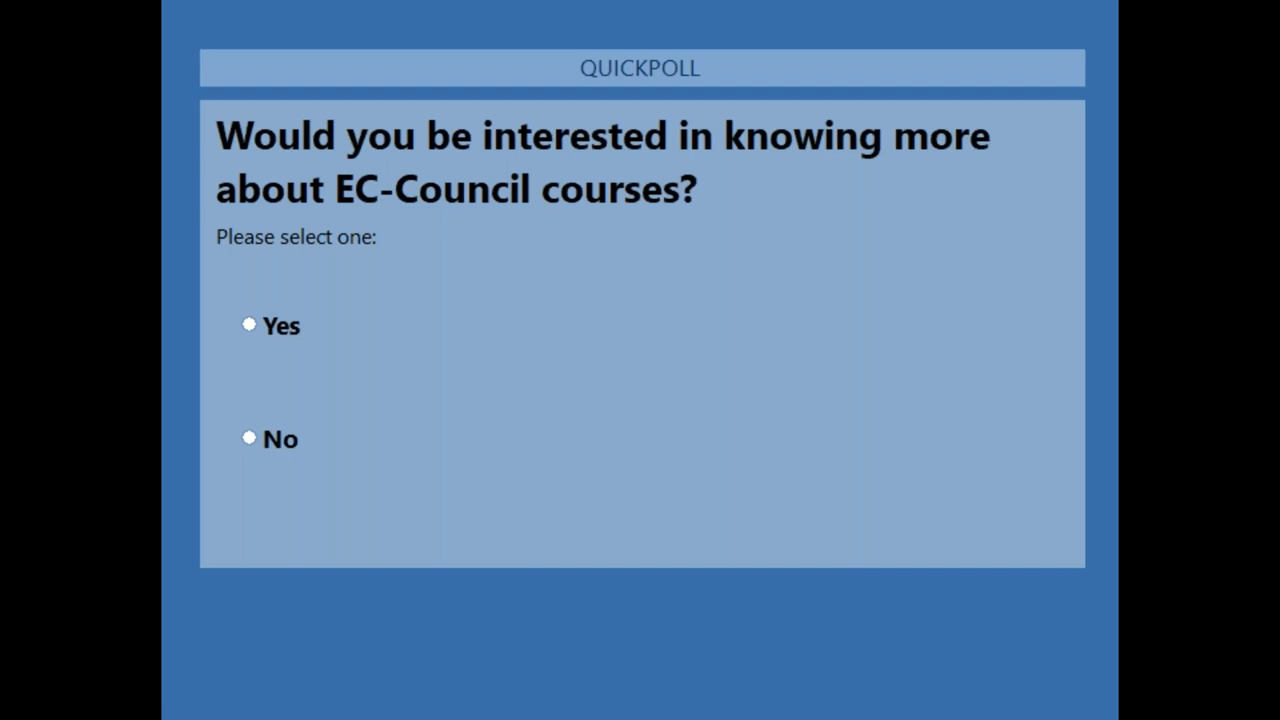 QUICKPOLL
Would you be interested in knowing more
about EC-Council courses?
Please select one:
Yes
No